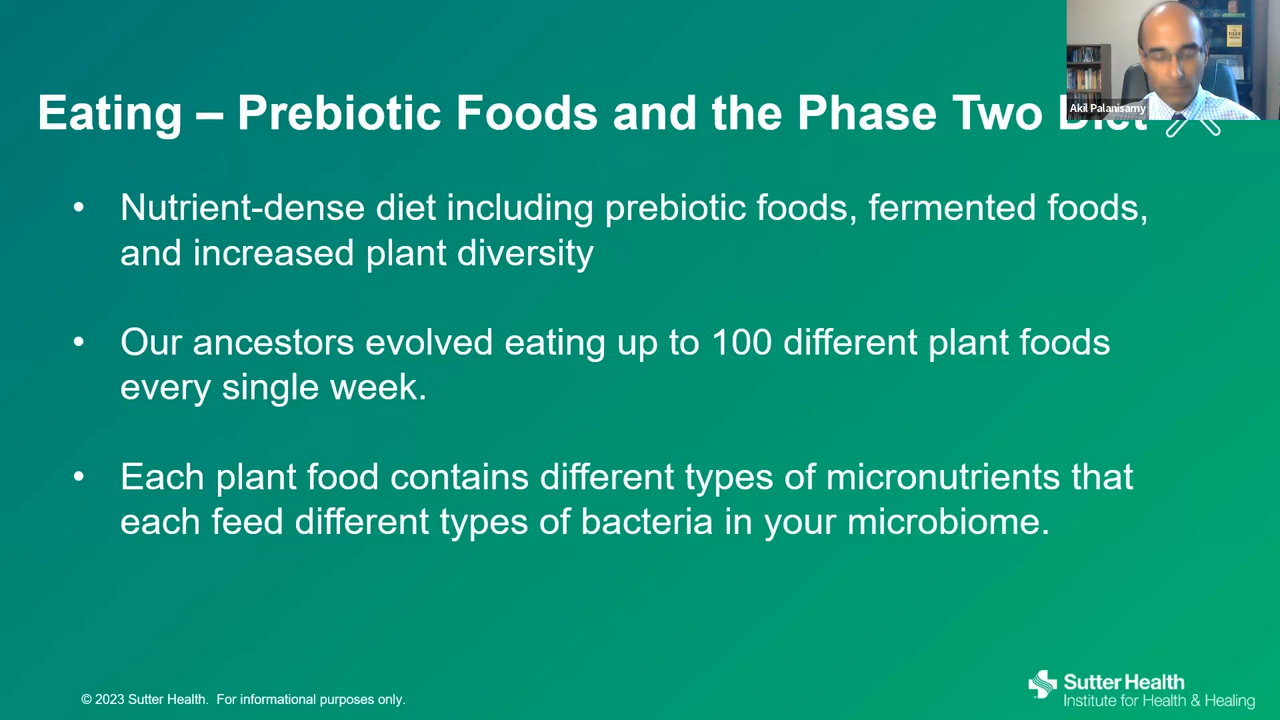 Akil Palanisamy
Eating – Prebiotic Foods and the Phase Two Diet
• Nutrient-dense diet including prebiotic foods, fermented foods,
and increased plant diversity
• Our ancestors evolved eating up to 100 different plant foods
every single week.
• Each plant food contains different types of micronutrients that
each feed different types of bacteria in your microbiome.
© 2023 Sutter Health. For informational purposes only.
Sutter Health
Institute for Health & Healing